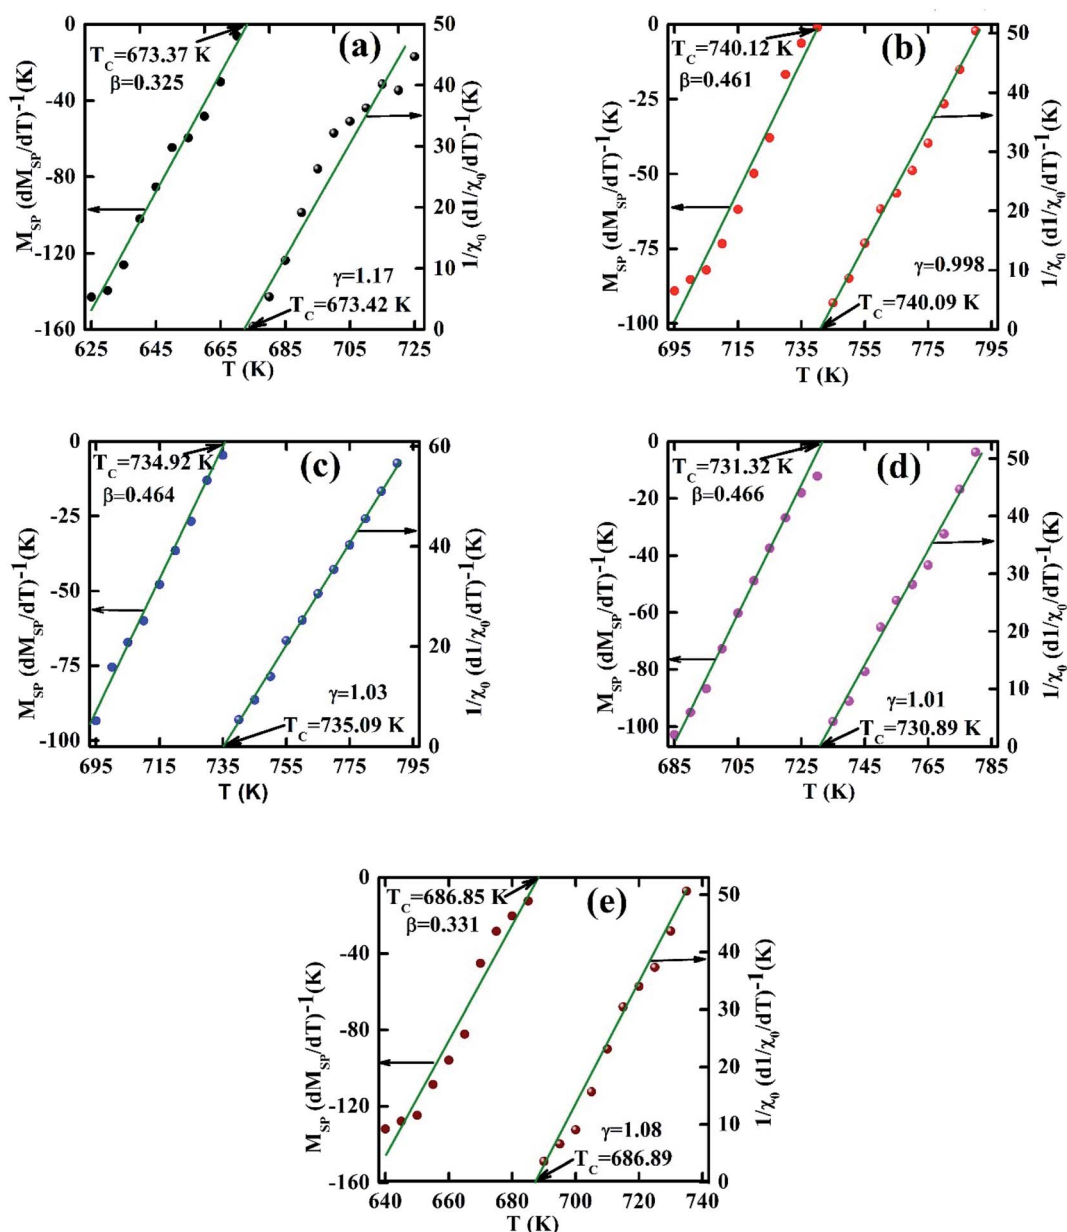 (a)
T_C=673.37 K
β=0.325
γ=1.17
T_C=673.42 K
0
-40
-80
-120
-160
M_SP (dM_SP/dT)^-1(K)
50
40
30
20
10
0
1/χ_0 (d1/χ_0/dT)^-1(K)
625 645 665 685 705 725
T (K)
(b)
T_C=740.12 K
β=0.461
γ=0.998
T_C=740.09 K
0
-25
-50
-75
-100
M_SP (dM_SP/dT)^-1(K)
50
40
30
20
10
0
1/χ_0 (d1/χ_0/dT)^-1(K)
695 715 735 755 775 795
T (K)
(c)
T_C=734.92 K
β=0.464
γ=1.03
T_C=735.09 K
0
-25
-50
-75
-100
M_SP (dM_SP/dT)^-1(K)
60
40
20
0
1/χ_0 (d1/χ_0/dT)^-1(K)
695 715 735 755 775 795
T (K)
(d)
T_C=731.32 K
β=0.466
γ=1.01
T_C=730.89 K
0
-20
-40
-60
-80
-100
M_SP (dM_SP/dT)^-1(K)
50
40
30
20
10
0
1/χ_0 (d1/χ_0/dT)^-1(K)
685 705 725 745 765 785
T (K)
(e)
T_C=686.85 K
β=0.331
γ=1.08
T_C=686.89
0
-40
-80
-120
-160
M_SP (dM_SP/dT)^-1(K)
50
40
30
20
10
0
1/χ_0 (d1/χ_0/dT)^-1(K)
640 660 680 700 720 740
T (K)